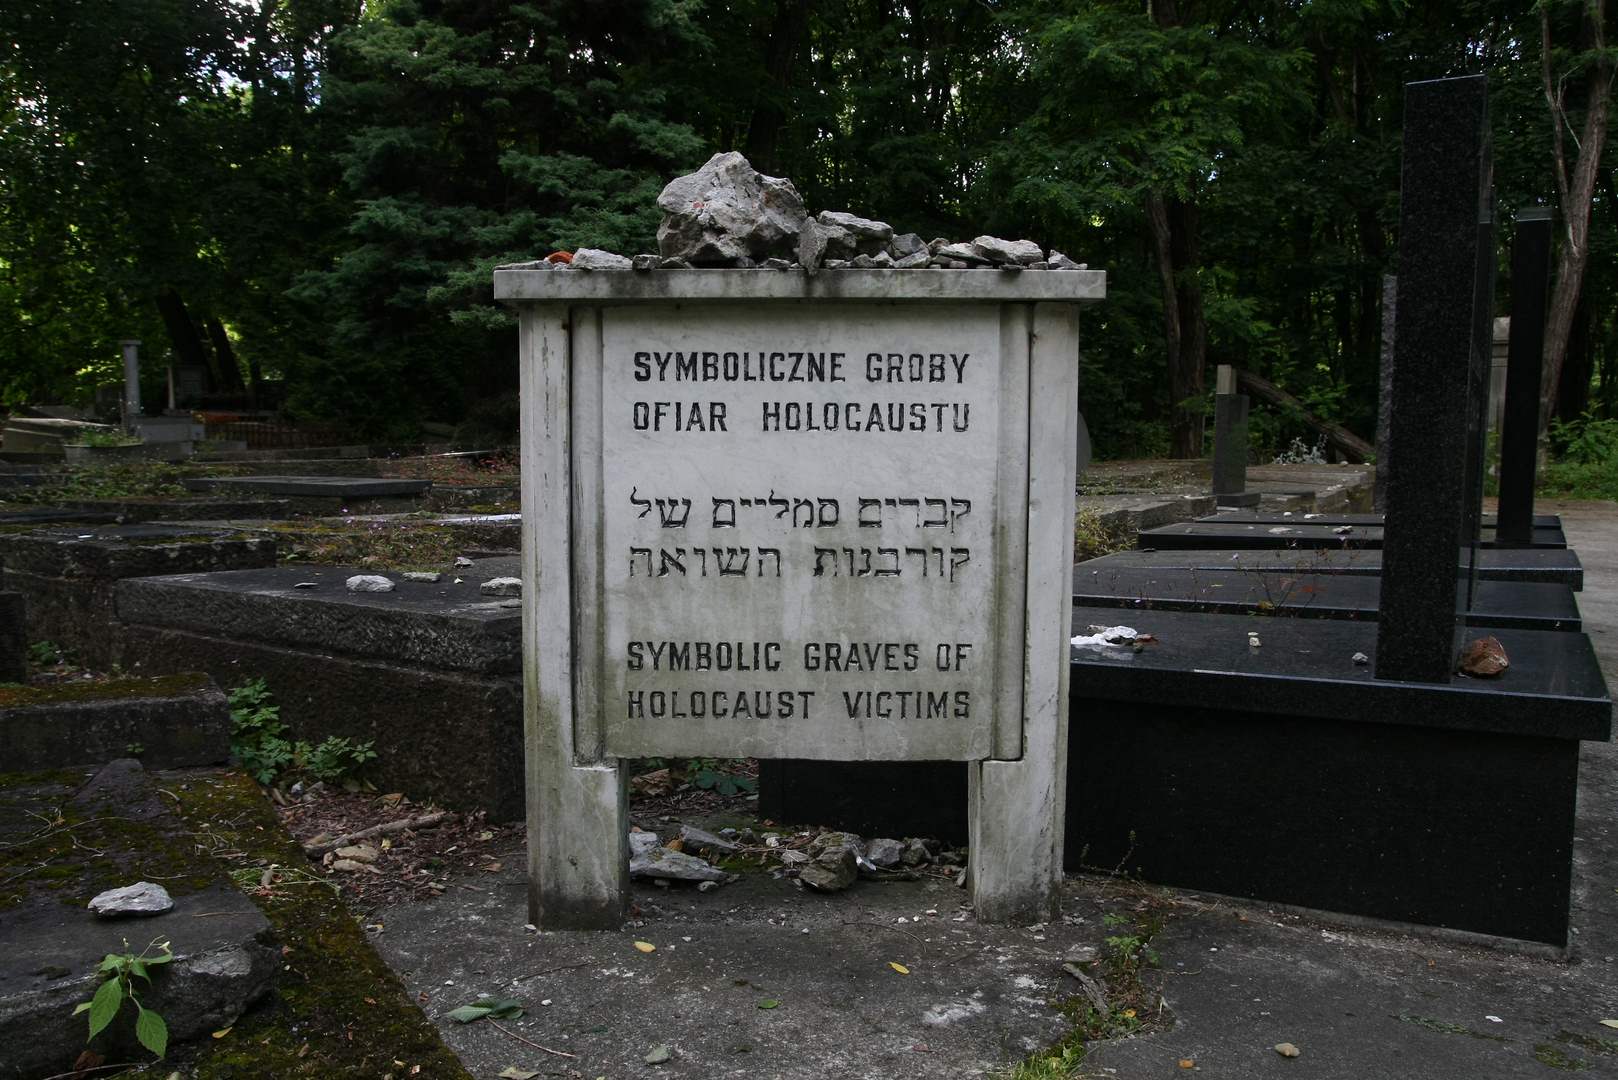 SYMBOLICZNE GROBY
OFIAR HOLOCAUSTU
קברים סמליים של
קורבנות השואה
SYMBOLIC GRAVES OF
HOLOCAUST VICTIMS